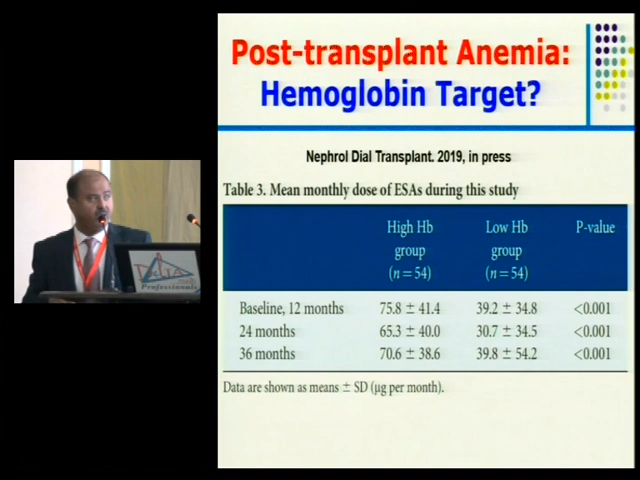 Post-transplant Anemia:
Hemoglobin Target?
Nephrol Dial Transplant. 2019, in press
Table 3. Mean monthly dose of ESAs during this study
High Hb group (n = 54) Low Hb group (n = 54) P-value
Baseline, 12 months 75.8 ± 41.4 39.2 ± 34.8 <0.001
24 months 65.3 ± 40.0 30.7 ± 34.5 <0.001
36 months 70.6 ± 38.6 39.8 ± 54.2 <0.001
Data are shown as means ± SD (µg per month).
Professionals